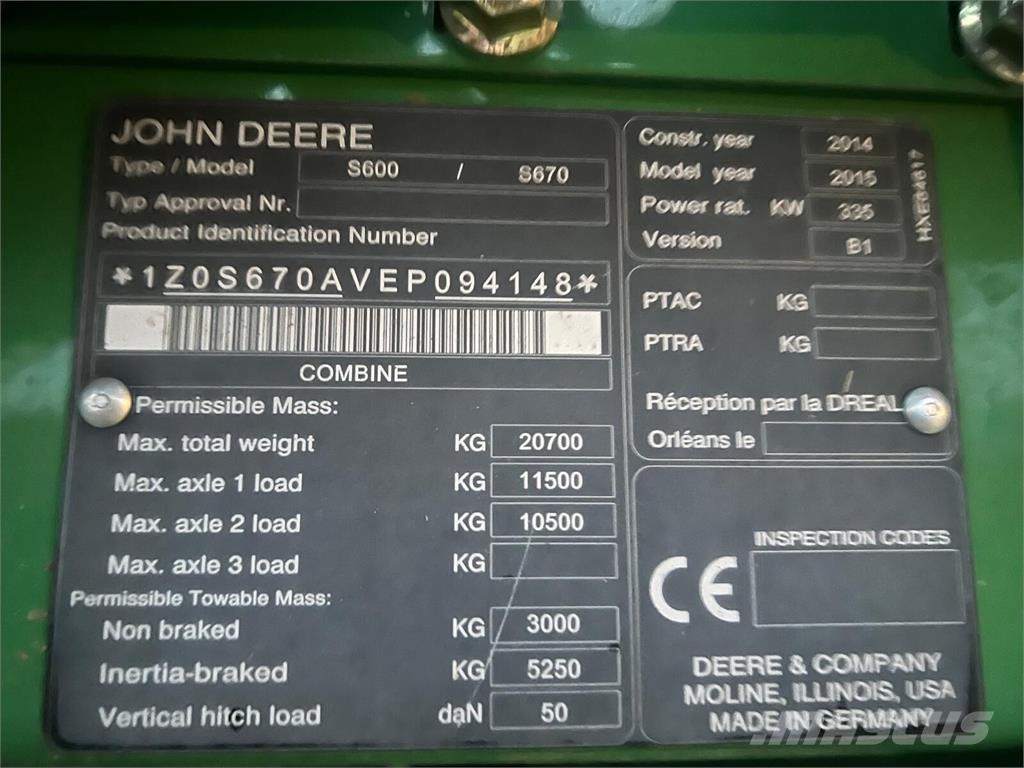 JOHN DEERE
Type / Model S600 / S670
Typ Approval Nr.
Product Identification Number
*1Z0S670AVEP094148*
COMBINE
Permissible Mass:
Max. total weight KG 20700
Max. axle 1 load KG 11500
Max. axle 2 load KG 10500
Max. axle 3 load KG
Permissible Towable Mass:
Non braked KG 3000
Inertia-braked KG 5250
Vertical hitch load daN 50
Constr. year 2014
Model year 2015
Power rat. KW 335
Version B1
PTAC KG
PTRA KG
Réception par la DREAL
Orléans le
INSPECTION CODES
CE
DEERE & COMPANY
MOLINE, ILLINOIS, USA
MADE IN GERMANY
mascus